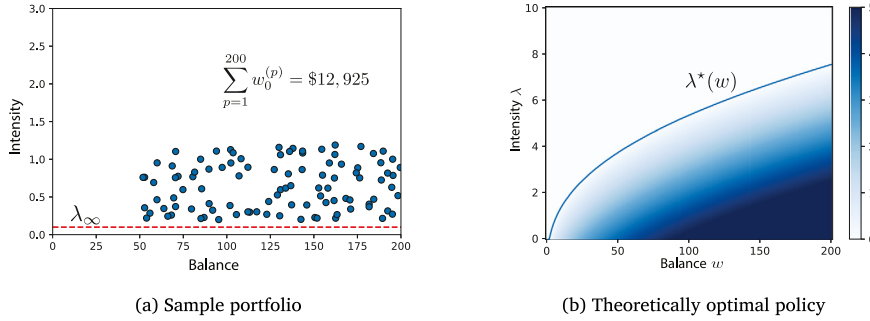 3.0
2.5
2.0
1.5
1.0
0.5
0.0
Intensity
200
∑ w_0^{(p)} = $12,925
p=1
λ∞
0 25 50 75 100 125 150 175 200
Balance
(a) Sample portfolio
10
8
6
4
2
0
Intensity λ
λ*(w)
0 50 100 150 200
Balance w
(b) Theoretically optimal policy